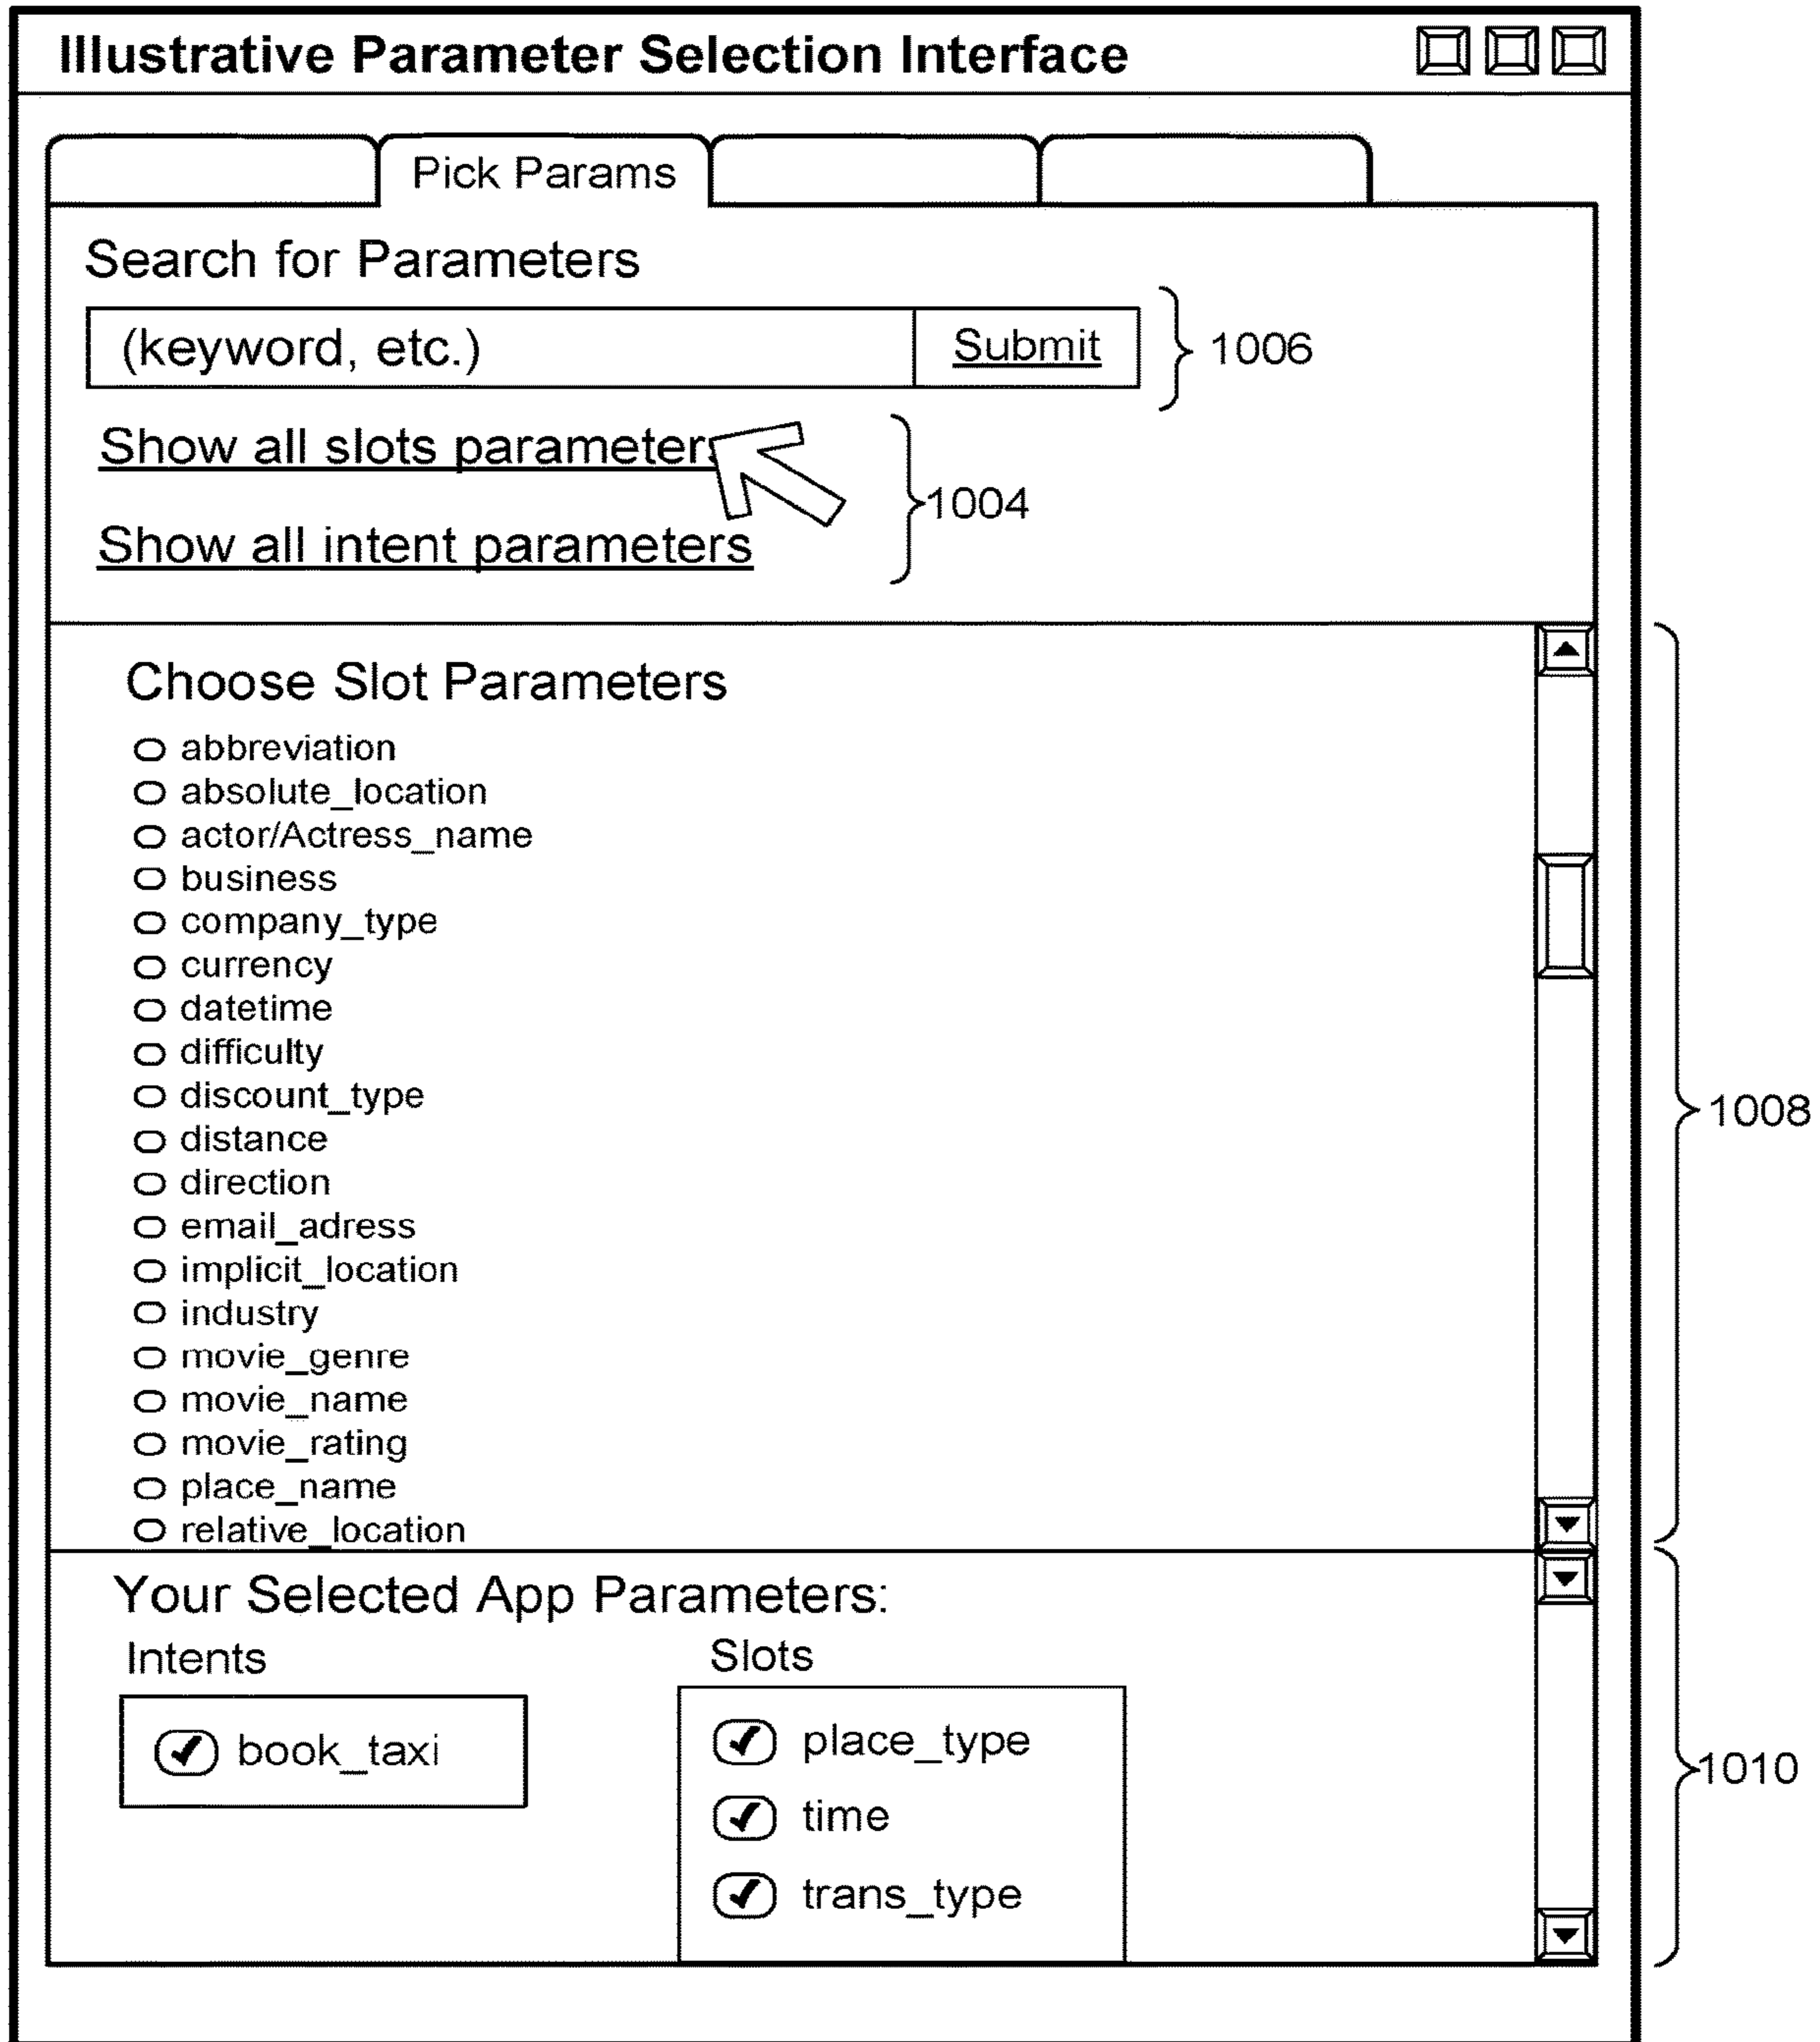 Illustrative Parameter Selection Interface
Pick Params
Search for Parameters
(keyword, etc.) Submit
1006
Show all slots parameters
1004
Show all intent parameters
Choose Slot Parameters
abbreviation
absolute_location
actor/Actress_name
business
company_type
currency
datetime
difficulty
discount_type
1008
distance
direction
email_adress
implicit_location
industry
movie_genre
movie_name
movie_rating
place_name
relative_location
Your Selected App Parameters:
Intents Slots
book_taxi place_type
1010
time
trans_type